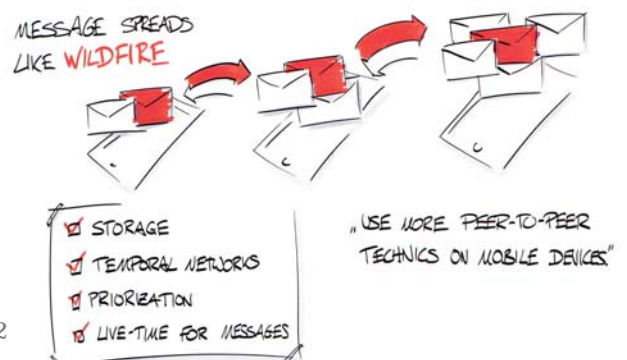 MESSAGE SPREADS
LIKE WILDFIRE
STORAGE
TEMPORAL NETWORKS
PRIORIZATION
LIVE-TIME FOR MESSAGES
„USE MORE PEER-TO-PEER
TECHNICS ON MOBILE DEVICES."
2